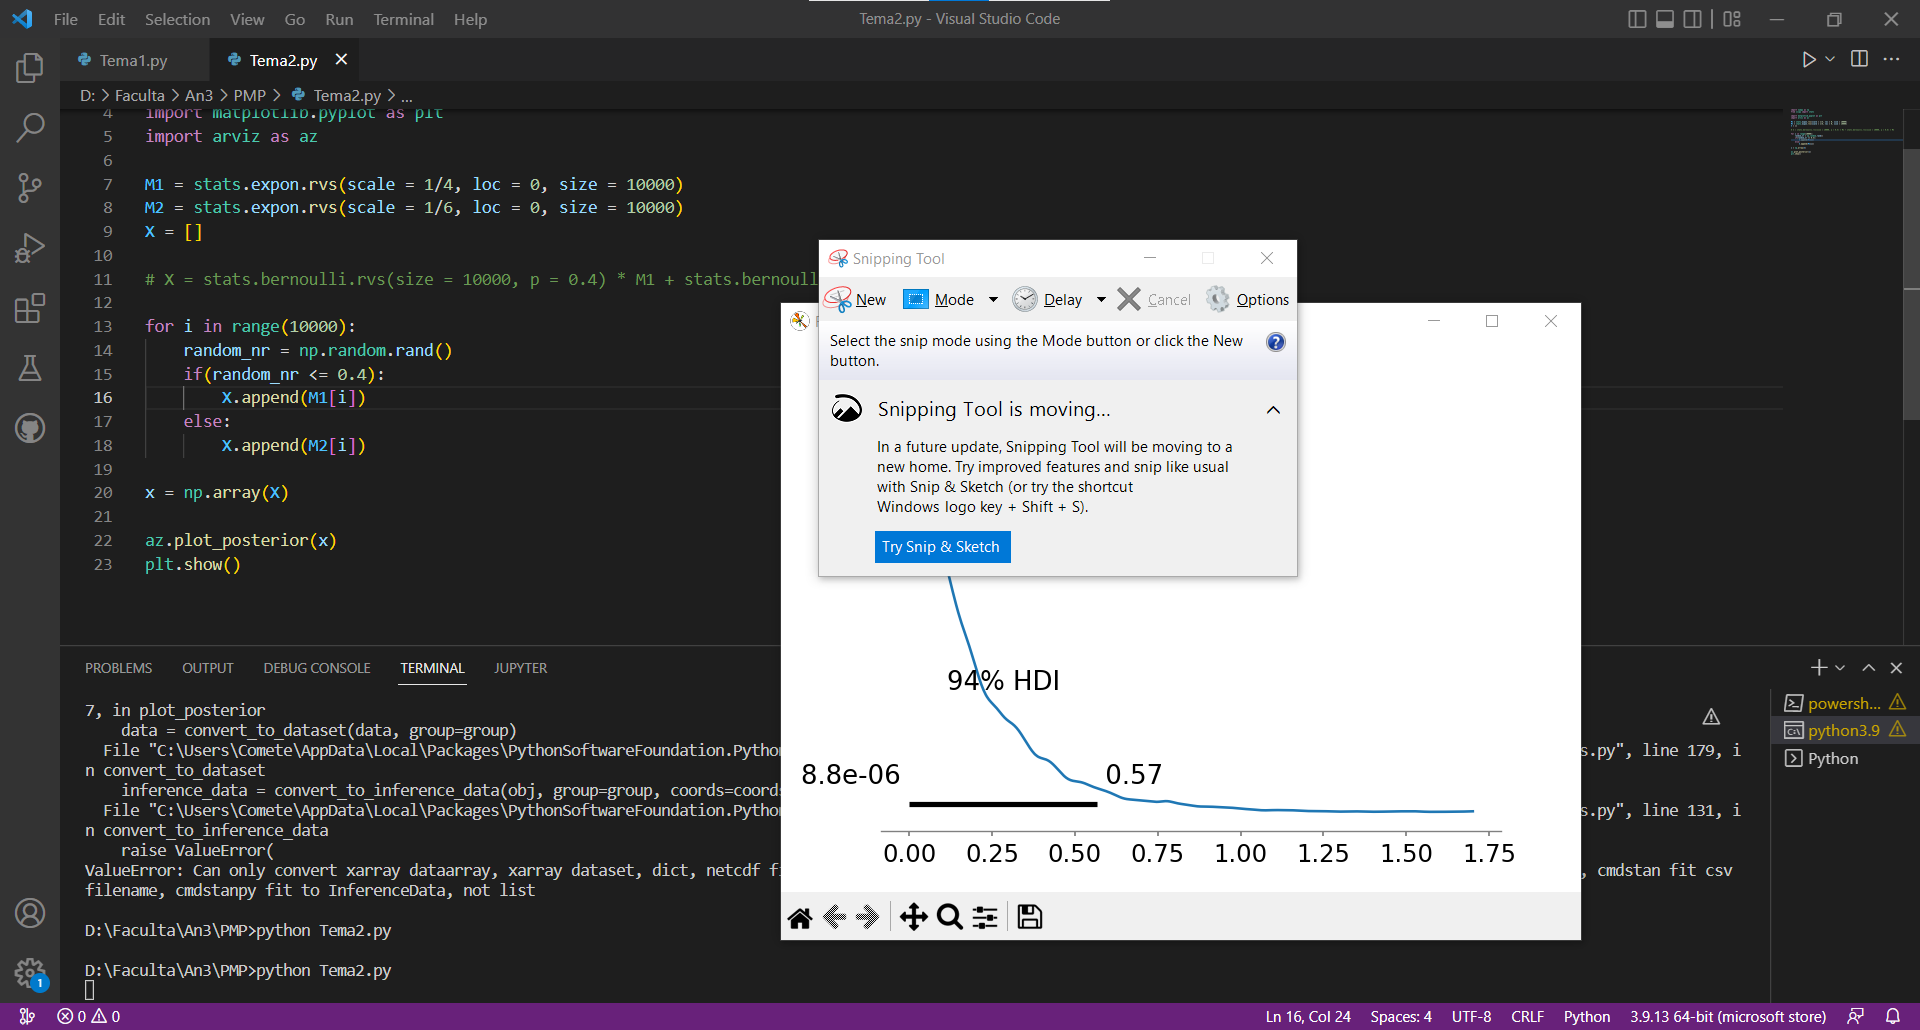 File Edit Selection View Go Run Terminal Help
Tema2.py - Visual Studio Code
Tema1.py
Tema2.py
D: > Faculta > An3 > PMP > Tema2.py > ...
4 import matplotlib.pyplot as plt
5 import arviz as az
6
7 M1 = stats.expon.rvs(scale = 1/4, loc = 0, size = 10000)
8 M2 = stats.expon.rvs(scale = 1/6, loc = 0, size = 10000)
9 X = []
10
11 # X = stats.bernoulli.rvs(size = 10000, p = 0.4) * M1 + stats.bernoull
12
13 for i in range(10000):
14 random_nr = np.random.rand()
15 if(random_nr <= 0.4):
16 X.append(M1[i])
17 else:
18 X.append(M2[i])
19
20 x = np.array(X)
21
22 az.plot_posterior(x)
23 plt.show()
Snipping Tool
New Mode Delay Cancel Options
Select the snip mode using the Mode button or click the New
button.
Snipping Tool is moving...
In a future update, Snipping Tool will be moving to a
new home. Try improved features and snip like usual
with Snip & Sketch (or try the shortcut
Windows logo key + Shift + S).
Try Snip & Sketch
94% HDI
8.8e-06 0.57
0.00 0.25 0.50 0.75 1.00 1.25 1.50 1.75
PROBLEMS OUTPUT DEBUG CONSOLE TERMINAL JUPYTER
7, in plot_posterior
data = convert_to_dataset(data, group=group)
File "C:\Users\Comete\AppData\Local\Packages\PythonSoftwareFoundation.Python s.py", line 179, i
n convert_to_dataset
inference_data = convert_to_inference_data(obj, group=group, coords=coords
File "C:\Users\Comete\AppData\Local\Packages\PythonSoftwareFoundation.Python s.py", line 131, i
n convert_to_inference_data
raise ValueError(
ValueError: Can only convert xarray dataarray, xarray dataset, dict, netcdf f , cmdstan fit csv
filename, cmdstanpy fit to InferenceData, not list
D:\Faculta\An3\PMP>python Tema2.py
D:\Faculta\An3\PMP>python Tema2.py
powersh...
python3.9
Python
1
0 0
Ln 16, Col 24 Spaces: 4 UTF-8 CRLF Python 3.9.13 64-bit (microsoft store)